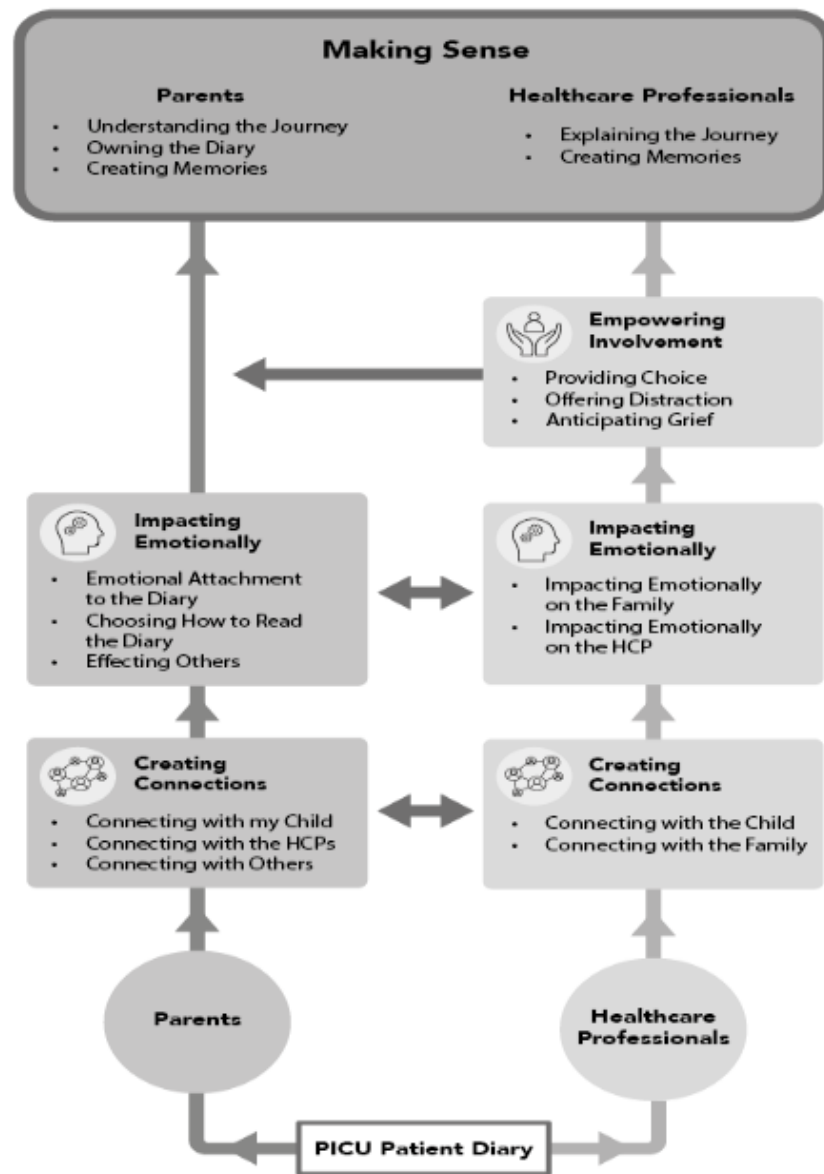 Making Sense
Parents
• Understanding the Journey
• Owning the Diary
• Creating Memories
Healthcare Professionals
• Explaining the Journey
• Creating Memories
Empowering
Involvement
• Providing Choice
• Offering Distraction
• Anticipating Grief
Impacting
Emotionally
• Emotional Attachment
to the Diary
• Choosing How to Read
the Diary
• Effecting Others
Impacting
Emotionally
• Impacting Emotionally
on the Family
• Impacting Emotionally
on the HCP
Creating
Connections
• Connecting with my Child
• Connecting with the HCPs
• Connecting with Others
Creating
Connections
• Connecting with the Child
• Connecting with the Family
Parents
Healthcare
Professionals
PICU Patient Diary